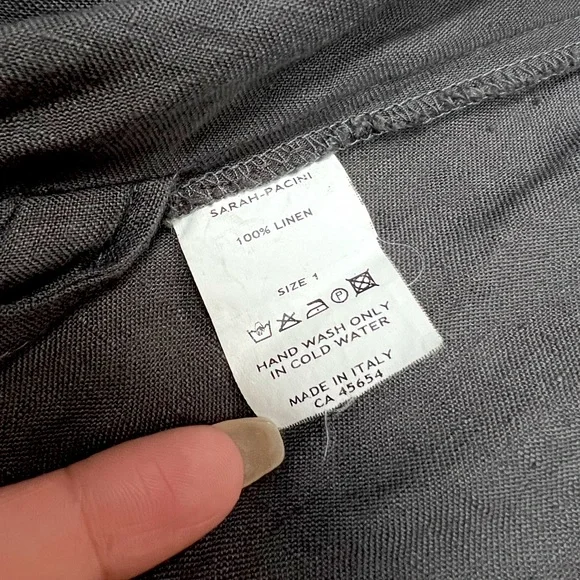 SARAH-PACINI
100% LINEN
SIZE 1
P
HAND WASH ONLY
IN COLD WATER
MADE IN ITALY
CA 45654